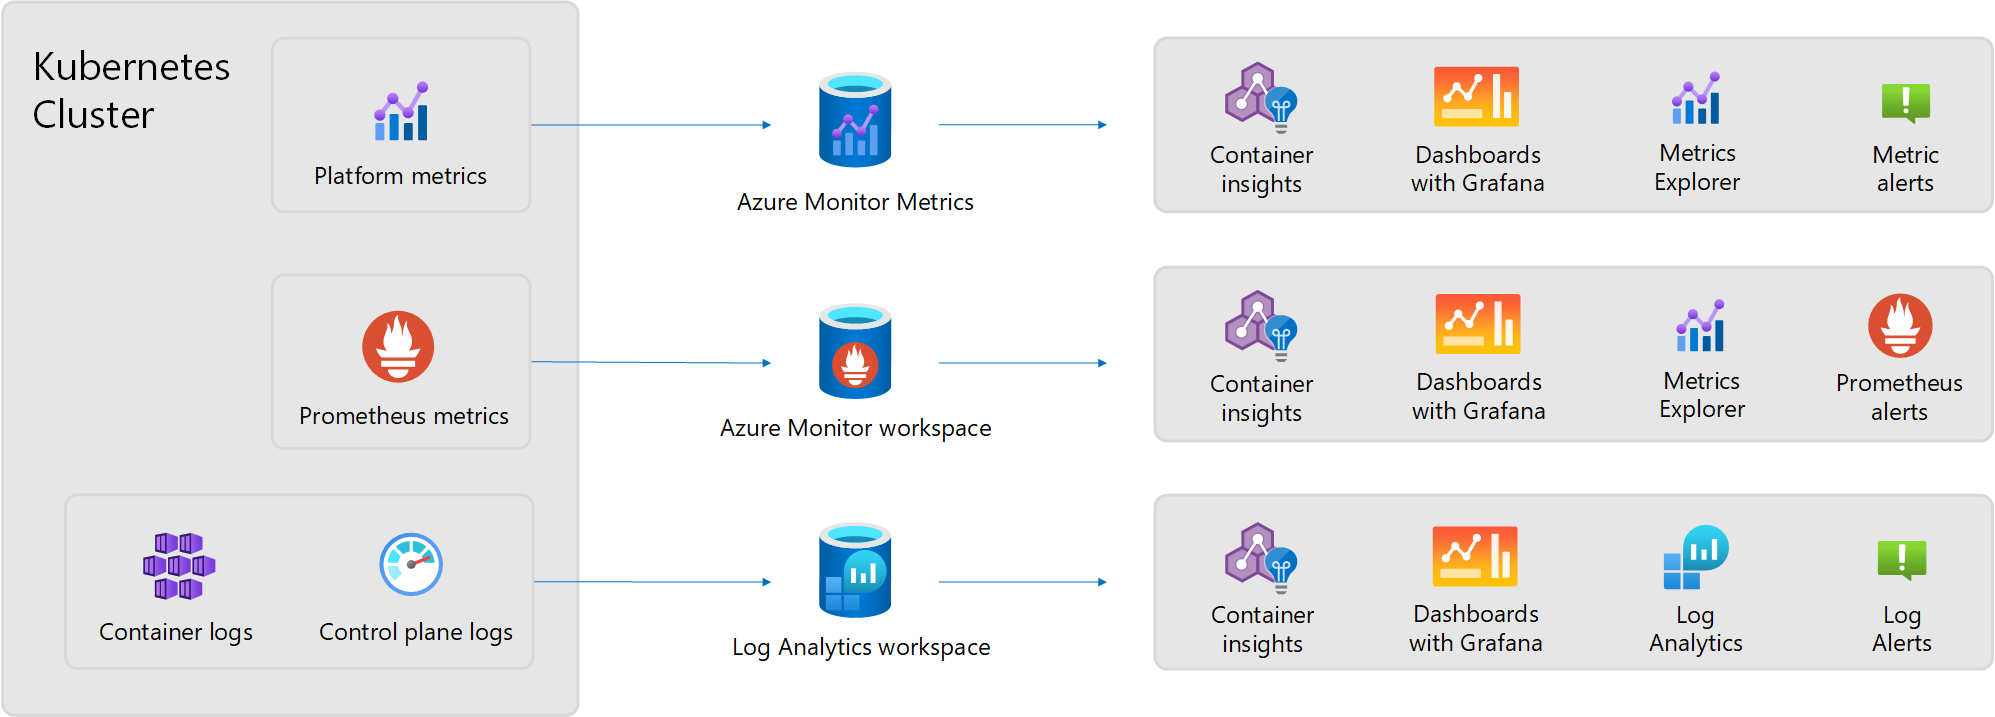 Kubernetes
Cluster
Platform metrics
Azure Monitor Metrics
Container
insights
Dashboards
with Grafana
Metrics
Explorer
Metric
alerts
Prometheus metrics
Azure Monitor workspace
Container
insights
Dashboards
with Grafana
Metrics
Explorer
Prometheus
alerts
Container logs
Control plane logs
Log Analytics workspace
Container
insights
Dashboards
with Grafana
Log
Analytics
Log
Alerts